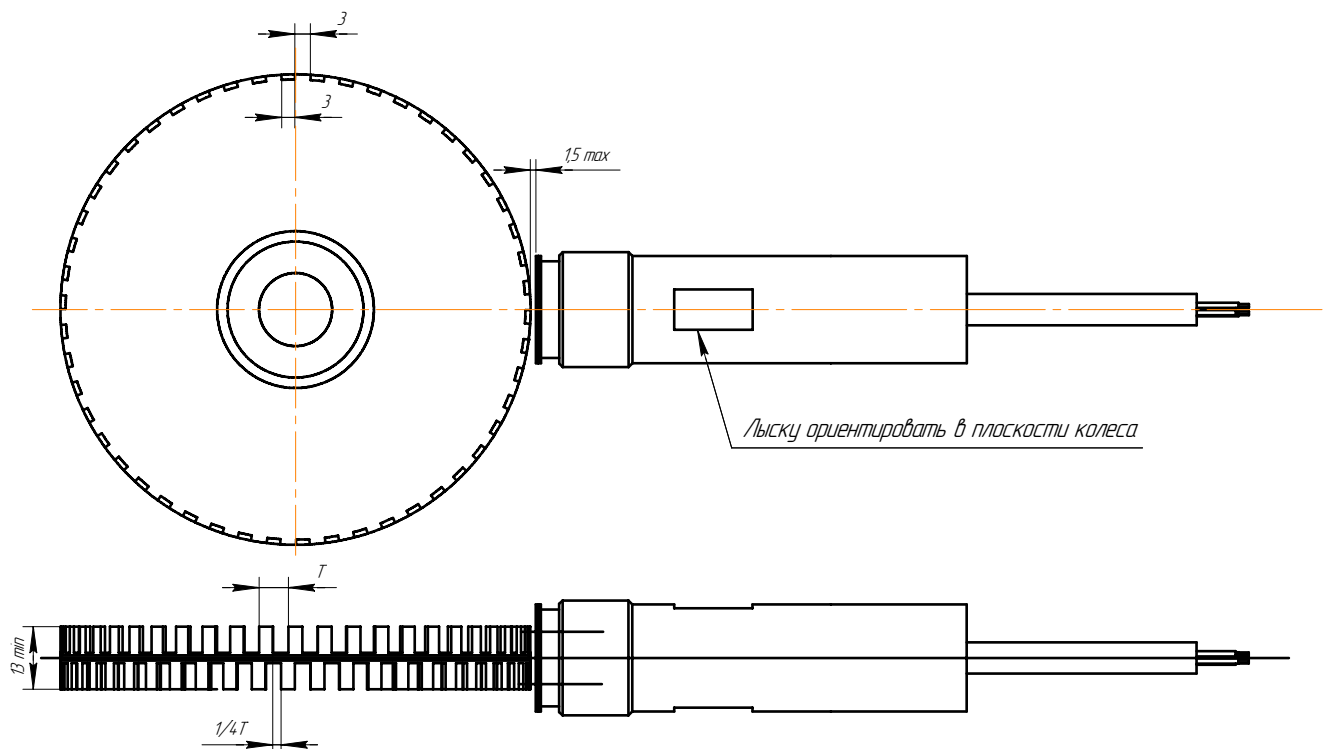 3
3
1,5 max
Лыску ориентировать в плоскости колеса
T
13 min
1/4T